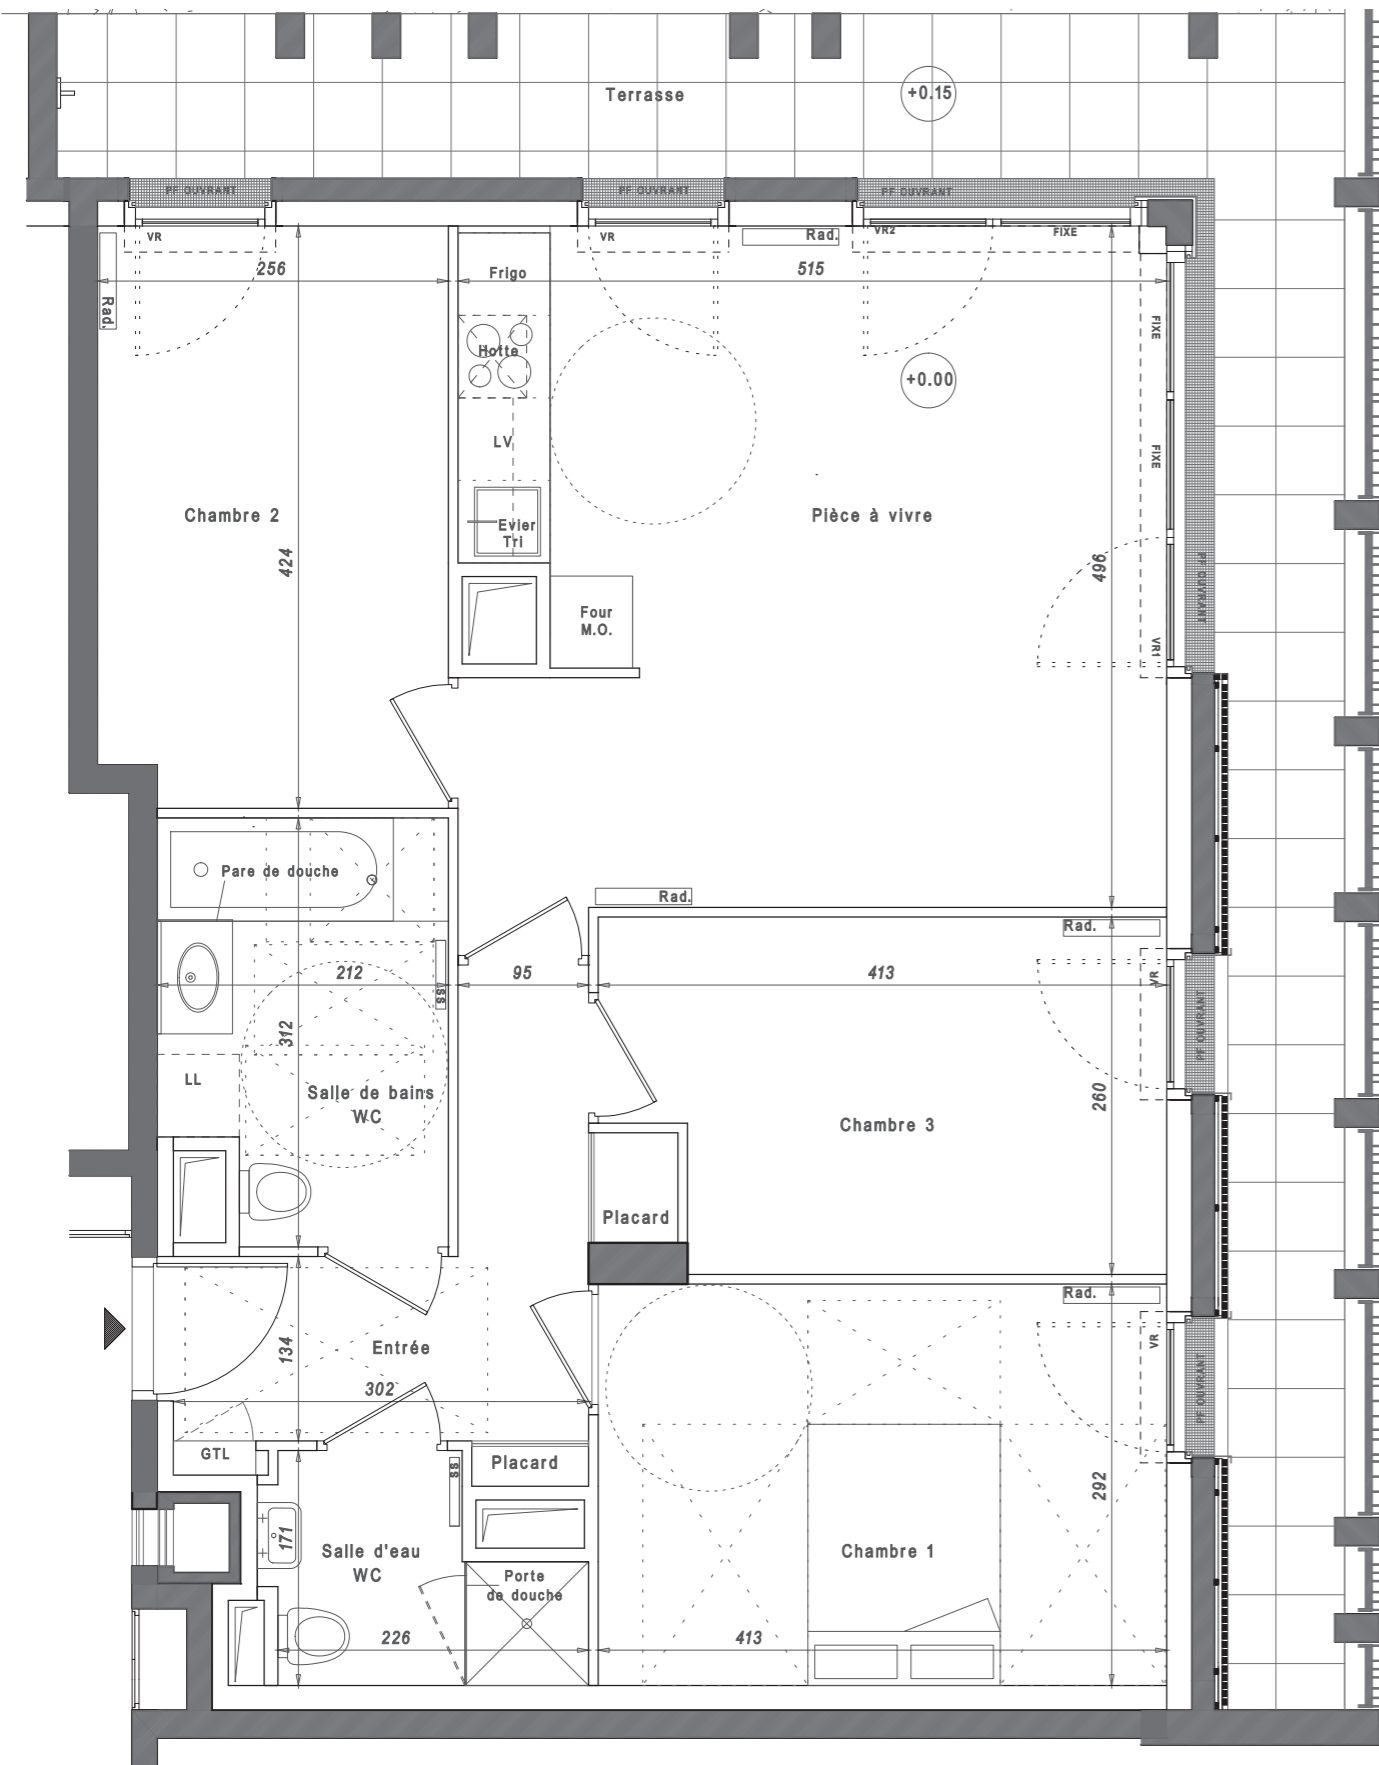 Terrasse
+0.15
PF OUVRANT
PF OUVRANT
PF OUVRANT
VR
VR
Rad.
VR2
FIXE
256
Frigo
515
Rad.
FIXE
Hotte
+0.00
LV
FIXE
Chambre 2
Evier
Tri
Pièce à vivre
424
496
PF OUVRANT
Four
M.O.
VR1
Pare de douche
Rad.
Rad.
212
SS
95
413
VR
312
PF OUVRANT
LL
Salle de bains
WC
260
Chambre 3
Placard
Rad.
134
Entrée
VR
302
PF OUVRANT
GTL
Placard
SS
292
171
Salle d'eau
WC
Chambre 1
Porte
de douche
226
413